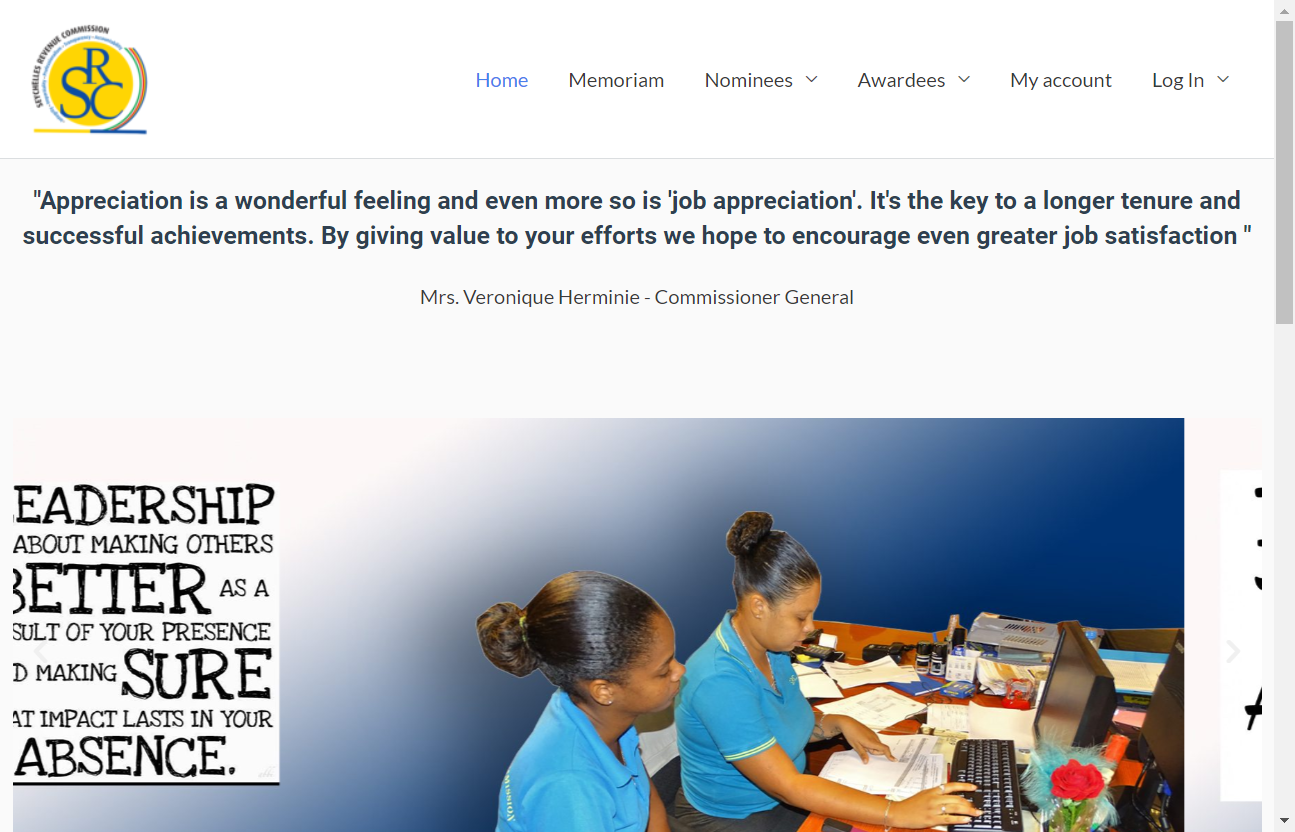 SEYCHELLES REVENUE COMMISSION
SRC
Home
Memoriam
Nominees
Awardees
My account
Log In
"Appreciation is a wonderful feeling and even more so is 'job appreciation'. It's the key to a longer tenure and
successful achievements. By giving value to your efforts we hope to encourage even greater job satisfaction "
Mrs. Veronique Herminie - Commissioner General
EADERSHIP
ABOUT MAKING OTHERS
BETTER AS A
SULT OF YOUR PRESENCE
D MAKING SURE
AT IMPACT LASTS IN YOUR
ABSENCE.